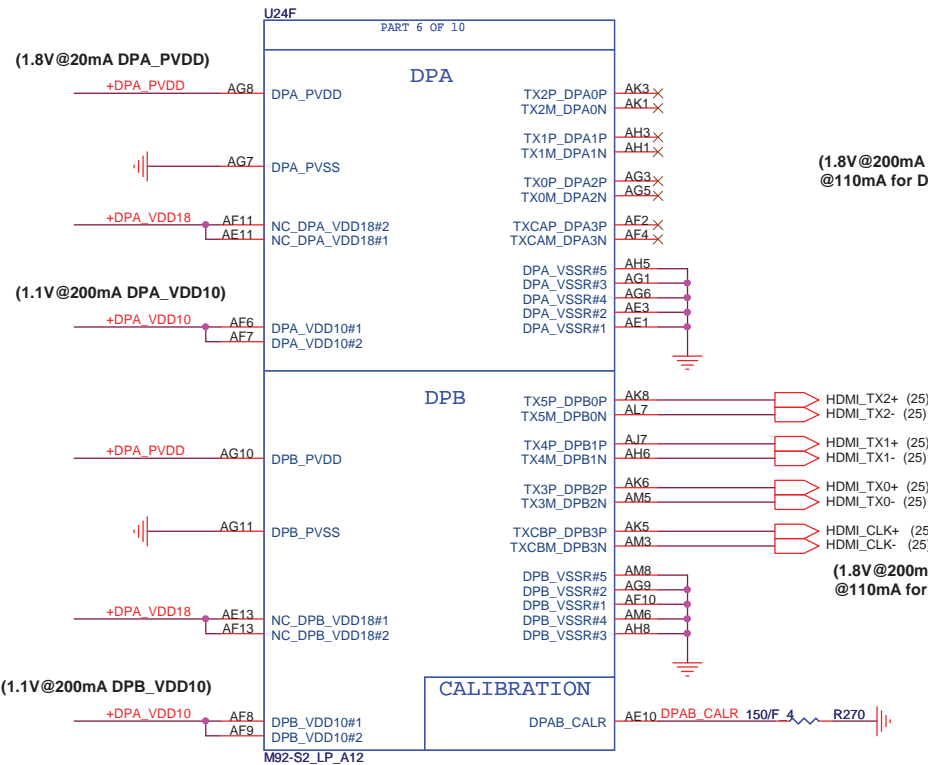 U24F
PART 6 OF 10
(1.8V@20mA DPA_PVDD)
DPA
+DPA_PVDD AG8 DPA_PVDD
TX2P_DPA0P AK3
TX2M_DPA0N AK1
TX1P_DPA1P AH3
TX1M_DPA1N AH1
AG7 DPA_PVSS
(1.8V@200mA
@110mA for D
TX0P_DPA2P AG3
TX0M_DPA2N AG5
+DPA_VDD18 AF11 NC_DPA_VDD18#2
AE11 NC_DPA_VDD18#1
TXCAP_DPA3P AF2
TXCAM_DPA3N AF4
DPA_VSSR#5 AH5
DPA_VSSR#3 AG1
DPA_VSSR#4 AG6
DPA_VSSR#2 AE3
DPA_VSSR#1 AE1
(1.1V@200mA DPA_VDD10)
+DPA_VDD10 AF6 DPA_VDD10#1
AF7 DPA_VDD10#2
DPB
TX5P_DPB0P AK8 HDMI_TX2+ (25)
TX5M_DPB0N AL7 HDMI_TX2- (25)
TX4P_DPB1P AJ7 HDMI_TX1+ (25)
TX4M_DPB1N AH6 HDMI_TX1- (25)
+DPA_PVDD AG10 DPB_PVDD
TX3P_DPB2P AK6 HDMI_TX0+ (25)
TX3M_DPB2N AM5 HDMI_TX0- (25)
AG11 DPB_PVSS
TXCBP_DPB3P AK5 HDMI_CLK+ (25
TXCBM_DPB3N AM3 HDMI_CLK- (25)
(1.8V@200m
@110mA for
DPB_VSSR#5 AM8
DPB_VSSR#2 AG9
DPB_VSSR#1 AF10
DPB_VSSR#4 AM6
DPB_VSSR#3 AH8
+DPA_VDD18 AE13 NC_DPB_VDD18#1
AF13 NC_DPB_VDD18#2
(1.1V@200mA DPB_VDD10)
CALIBRATION
+DPA_VDD10 AF8 DPB_VDD10#1
AF9 DPB_VDD10#2
DPAB_CALR AE10 DPAB_CALR 150/F_4 R270
M92-S2_LP_A12